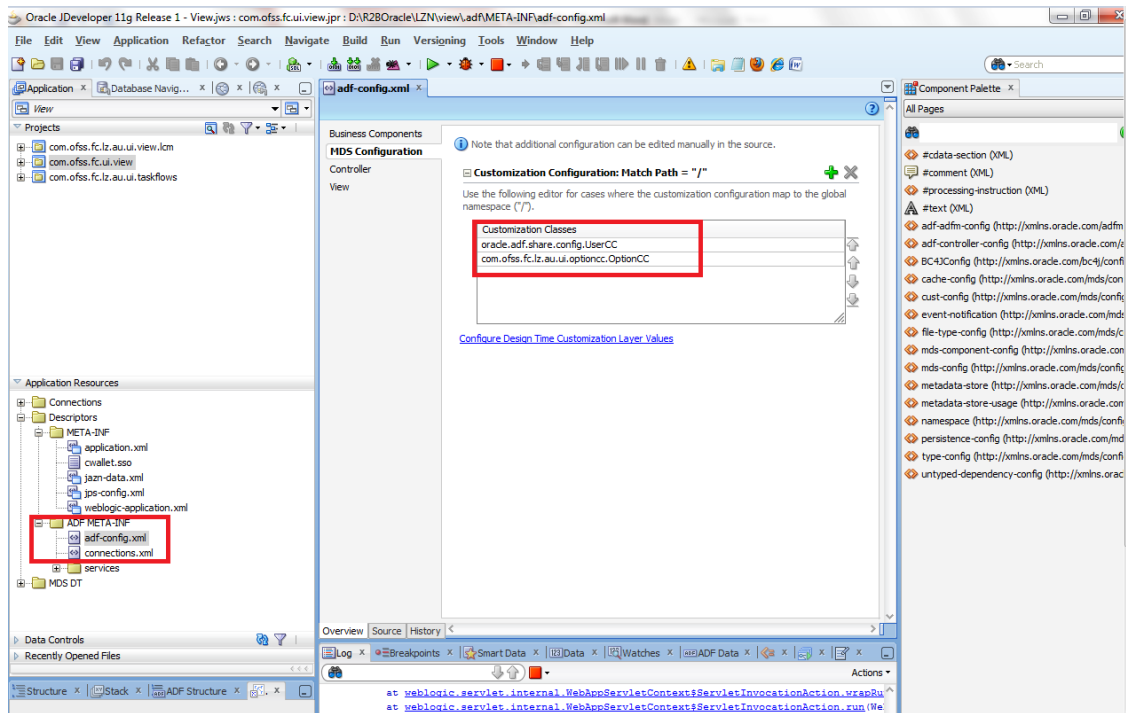 Oracle JDeveloper 11g Release 1 - View.jws : com.ofss.fc.ui.view.jpr : D:\R2BOracle\LZN\view\.adf\META-INF\adf-config.xml
File Edit View Application Refactor Search Navigate Build Run Versioning Tools Window Help
Search
Application x Database Navig... x x x
View
Projects
com.ofss.fc.lz.au.ui.view.lcm
com.ofss.fc.ui.view
com.ofss.fc.lz.au.ui.taskflows
Application Resources
Connections
Descriptors
META-INF
application.xml
cwallet.sso
jazn-data.xml
jps-config.xml
weblogic-application.xml
ADF META-INF
adf-config.xml
connections.xml
services
MDS DT
Data Controls
Recently Opened Files
Structure x Stack x ADF Structure x x
adf-config.xml x
Business Components
MDS Configuration
Controller
View
Note that additional configuration can be edited manually in the source.
Customization Configuration: Match Path = "/"
Use the following editor for cases where the customization configuration map to the global
namespace ("/").
Customization Classes
oracle.adf.share.config.UserCC
com.ofss.fc.lz.au.ui.optioncc.OptionCC
Configure Design Time Customization Layer Values
Overview Source History
Log x Breakpoints x Smart Data x Data x Watches x ADF Data x x x x
Actions
at weblogic.servlet.internal.WebAppServletContext$ServletInvocationAction.wrapRu
at weblogic.servlet.internal.WebAppServletContext$ServletInvocationAction.run(We
Component Palette x
All Pages
#cdata-section (XML)
#comment (XML)
#processing-instruction (XML)
#text (XML)
adf-adfm-config (http://xmlns.oracle.com/adfm
adf-controller-config (http://xmlns.oracle.com/a
BC4JConfig (http://xmlns.oracle.com/bc4j/confi
cache-config (http://xmlns.oracle.com/mds/con
cust-config (http://xmlns.oracle.com/mds/config
event-notification (http://xmlns.oracle.com/mds
file-type-config (http://xmlns.oracle.com/mds/c
mds-component-config (http://xmlns.oracle.con
mds-config (http://xmlns.oracle.com/mds/config
metadata-store (http://xmlns.oracle.com/mds/c
metadata-store-usage (http://xmlns.oracle.com
namespace (http://xmlns.oracle.com/mds/config
persistence-config (http://xmlns.oracle.com/md
type-config (http://xmlns.oracle.com/mds/confi
untyped-dependency-config (http://xmlns.orac